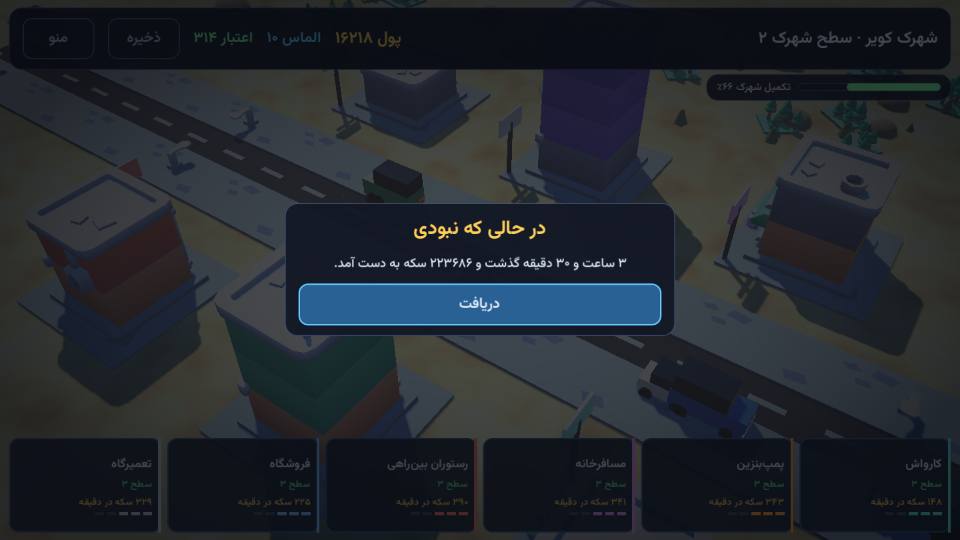 شهرک کویر · سطح شهرک ۲
پول ۱۶۲۱۸
الماس ۱۰
اعتبار ۳۱۴
ذخیره
منو
تکمیل شهرک ۶۶٪
در حالی که نبودی
۳ ساعت و ۳۰ دقیقه گذشت و ۲۲۳۶۸۶ سکه به دست آمد.
دریافت
کارواش
سطح ۳
۱۴۸ سکه در دقیقه
پمپ‌بنزین
سطح ۳
۳۴۳ سکه در دقیقه
مسافرخانه
سطح ۳
۳۴۱ سکه در دقیقه
رستوران بین‌راهی
سطح ۳
۳۹۰ سکه در دقیقه
فروشگاه
سطح ۳
۲۲۵ سکه در دقیقه
تعمیرگاه
سطح ۳
۳۲۹ سکه در دقیقه